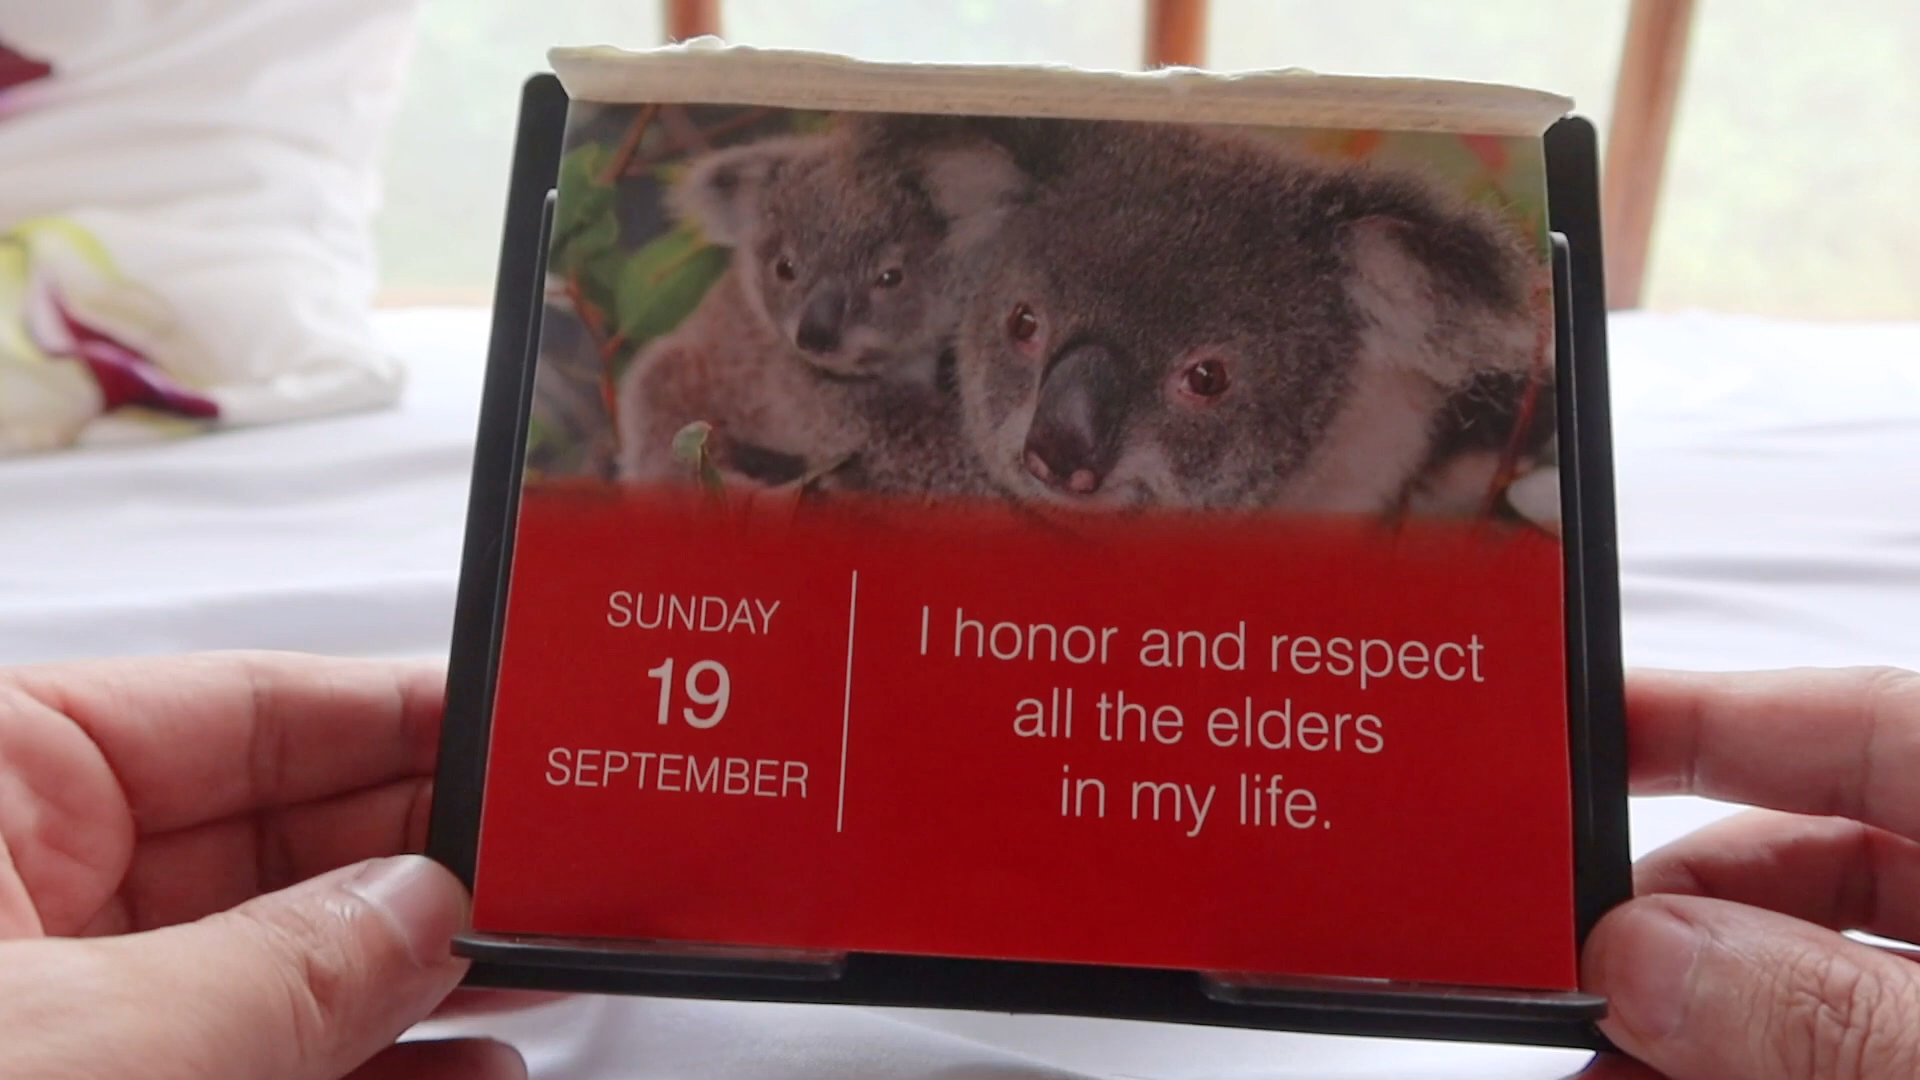 SUNDAY
19
SEPTEMBER
I honor and respect
all the elders
in my life.